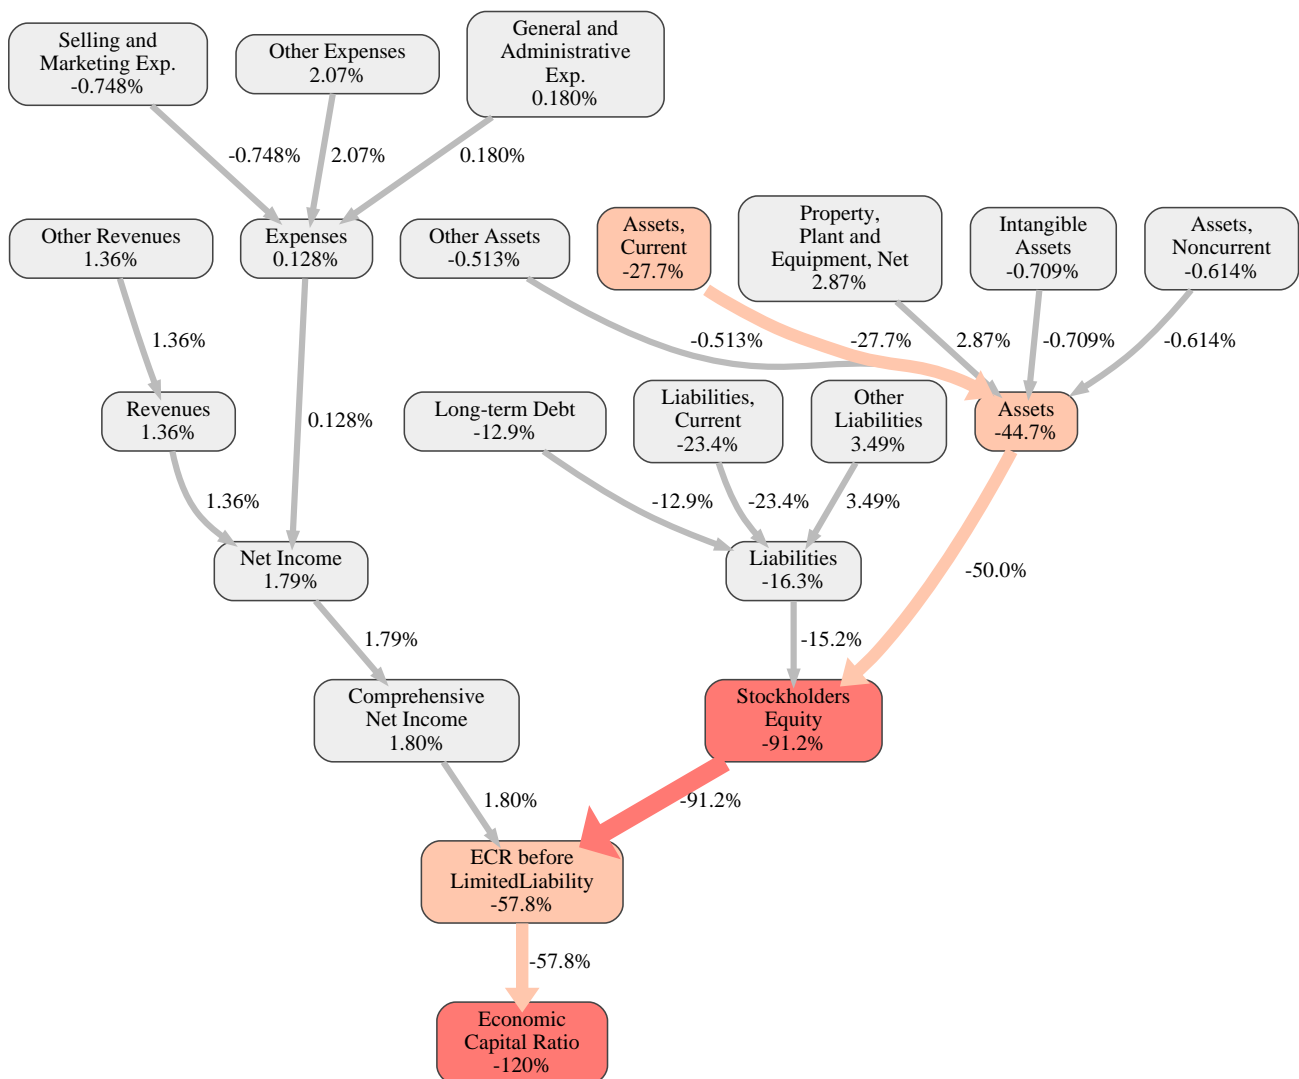 Selling and
Marketing Exp.
-0.748%
Other Expenses
2.07%
General and
Administrative
Exp.
0.180%
-0.748%
2.07%
0.180%
Other Revenues
1.36%
Expenses
0.128%
Other Assets
-0.513%
Assets,
Current
-27.7%
Property,
Plant and
Equipment, Net
2.87%
Intangible
Assets
-0.709%
Assets,
Noncurrent
-0.614%
1.36%
-0.513%
-27.7%
2.87%
-0.709%
-0.614%
Revenues
1.36%
0.128%
Long-term Debt
-12.9%
Liabilities,
Current
-23.4%
Other
Liabilities
3.49%
Assets
-44.7%
1.36%
-12.9%
-23.4%
3.49%
Net Income
1.79%
Liabilities
-16.3%
-50.0%
1.79%
-15.2%
Comprehensive
Net Income
1.80%
Stockholders
Equity
-91.2%
1.80%
-91.2%
ECR before
LimitedLiability
-57.8%
-57.8%
Economic
Capital Ratio
-120%